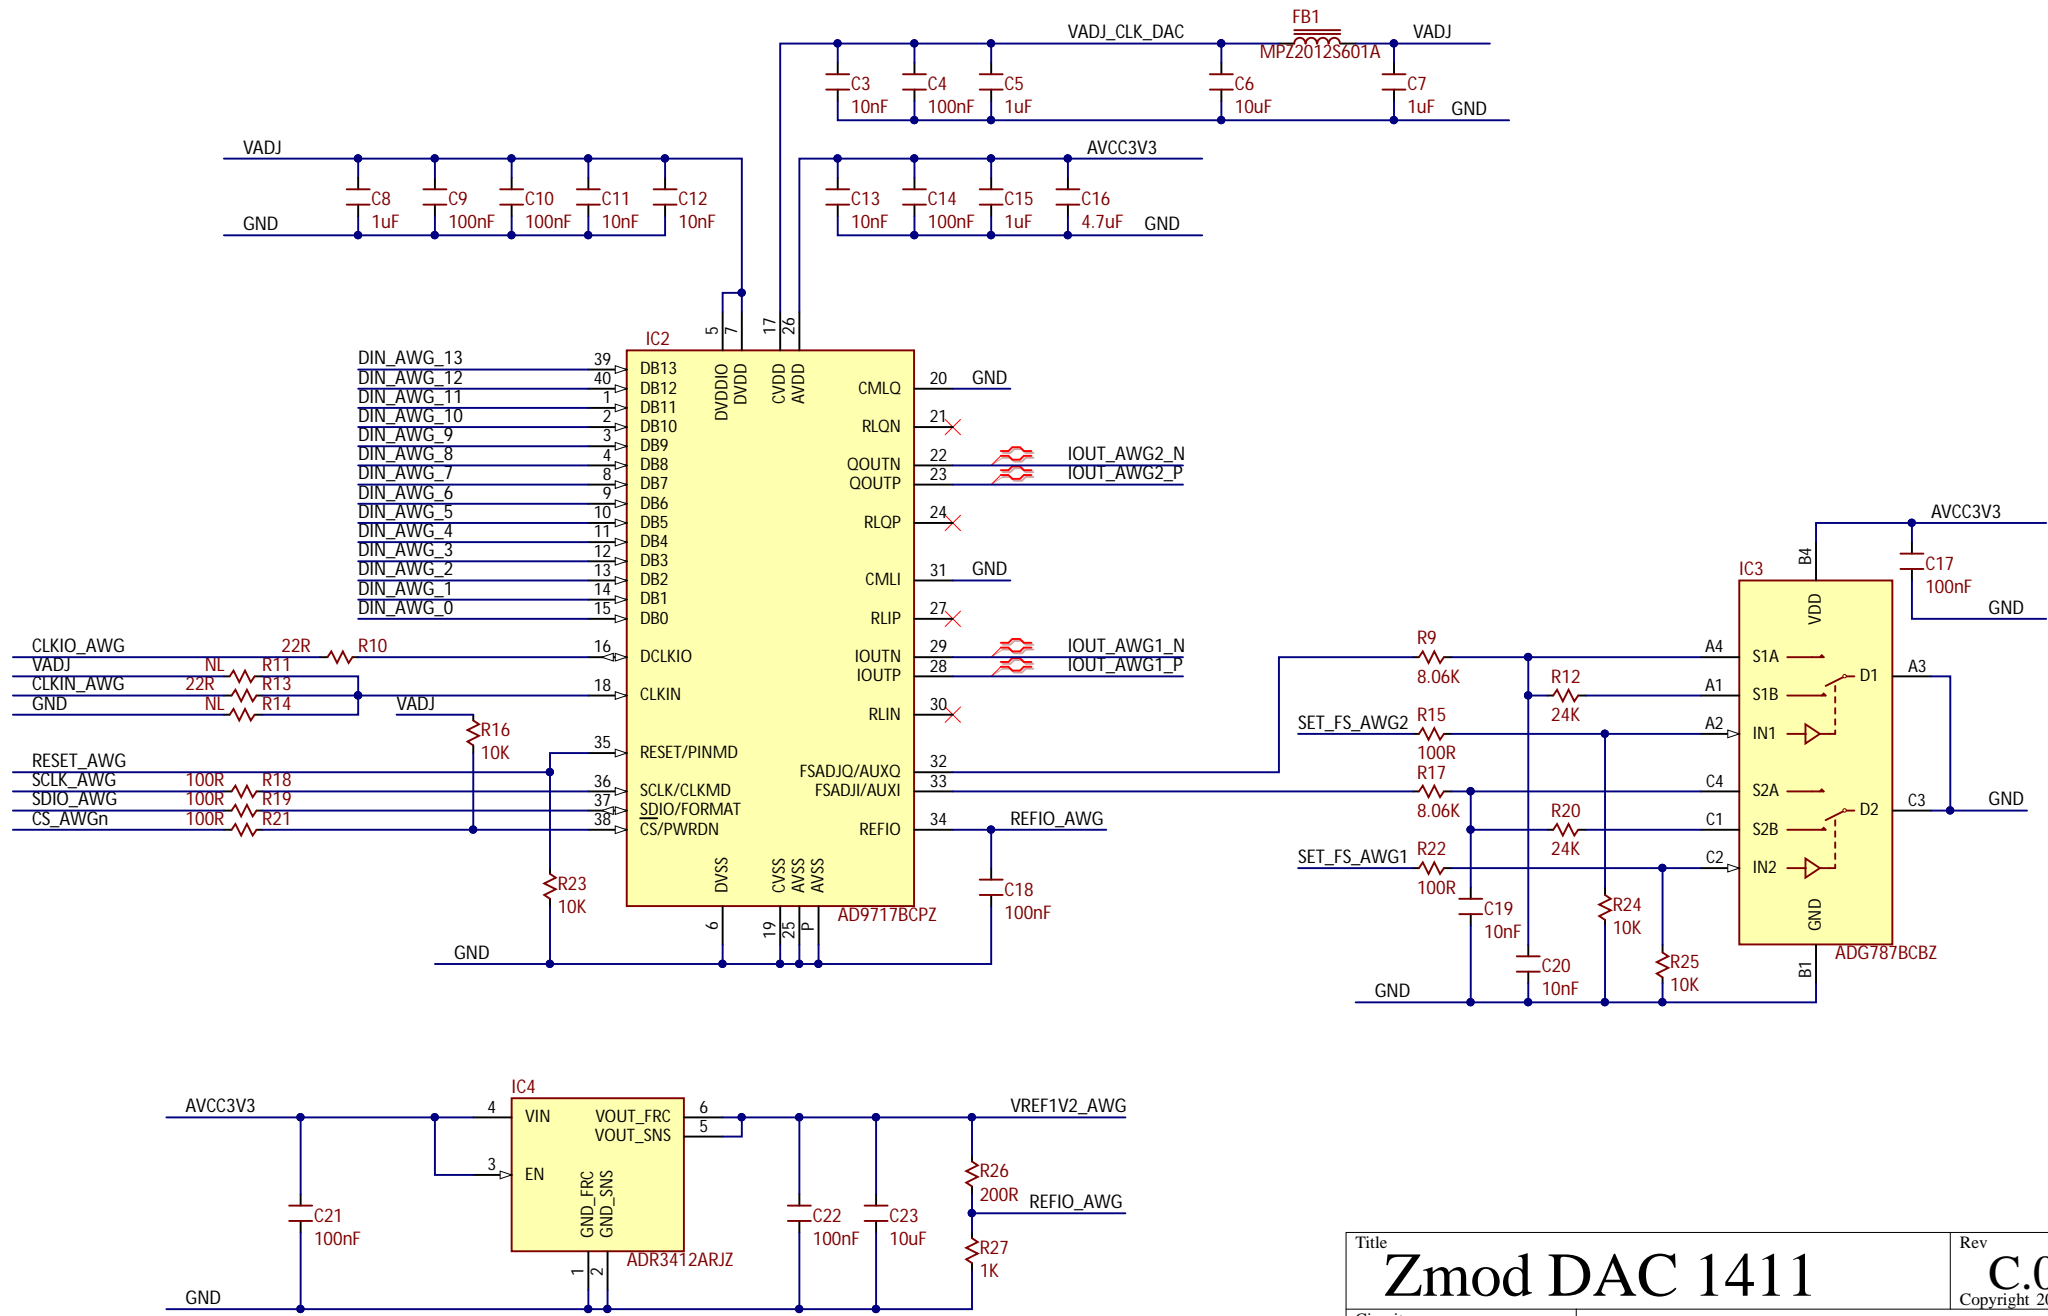 FB1
VADJ_CLK_DAC VADJ
MPZ2012S601A
C3 C4 C5 C6 C7
10nF 100nF 1uF 10uF 1uF GND
VADJ AVCC3V3
C8 C9 C10 C11 C12 C13 C14 C15 C16
1uF 100nF 100nF 10nF 10nF 10nF 100nF 1uF 4.7uF
GND GND
5 7 17 26
IC2
DVDDIO DVDD CVDD AVDD
DIN_AWG_13 39 DB13
DIN_AWG_12 40 DB12
DIN_AWG_11 1 DB11
DIN_AWG_10 2 DB10
DIN_AWG_9 3 DB9
DIN_AWG_8 4 DB8
DIN_AWG_7 8 DB7
DIN_AWG_6 9 DB6
DIN_AWG_5 10 DB5
DIN_AWG_4 11 DB4
DIN_AWG_3 12 DB3
DIN_AWG_2 13 DB2
DIN_AWG_1 14 DB1
DIN_AWG_0 15 DB0
CLKIO_AWG 22R R10 16 DCLKIO
VADJ NL R11
CLKIN_AWG 22R R13 18 CLKIN
GND NL R14
VADJ
R16
10K
35 RESET/PINMD
RESET_AWG
SCLK_AWG 100R R18 36 SCLK/CLKMD
SDIO_AWG 100R R19 37 SDIO/FORMAT
CS_AWGn 100R R21 38 CS/PWRDN
R23
10K
CMLQ 20 GND
RLQN 21
QOUTN 22 IOUT_AWG2_N
QOUTP 23 IOUT_AWG2_P
RLQP 24
CMLI 31 GND
RLIP 27
IOUTN 29 IOUT_AWG1_N
IOUTP 28 IOUT_AWG1_P
RLIN 30
FSADJQ/AUXQ 32
FSADJI/AUXI 33
REFIO 34 REFIO_AWG
DVSS CVSS AVSS AVSS
6 19 25 P
AD9717BCPZ
C18
100nF
GND
AVCC3V3
C17
100nF
GND
IC3
B4
VDD
R9
8.06K
A4 S1A
R12
24K
A1 S1B
D1 A3
SET_FS_AWG2 R15
100R
A2 IN1
R17
8.06K
C4 S2A
R20
24K
C1 S2B
D2 C3 GND
SET_FS_AWG1 R22
100R
C2 IN2
C19
10nF
R24
10K
C20
10nF
R25
10K
GND
B1
ADG787BCBZ
GND
IC4
AVCC3V3 4 VIN VOUT_FRC 6 VREF1V2_AWG
VOUT_SNS 5
3 EN
GND_FRC GND_SNS
1 2
ADR3412ARJZ
C21
100nF
C22
100nF
C23
10uF
R26
200R
REFIO_AWG
R27
1K
GND
Title
Zmod DAC 1411
Rev
C.0